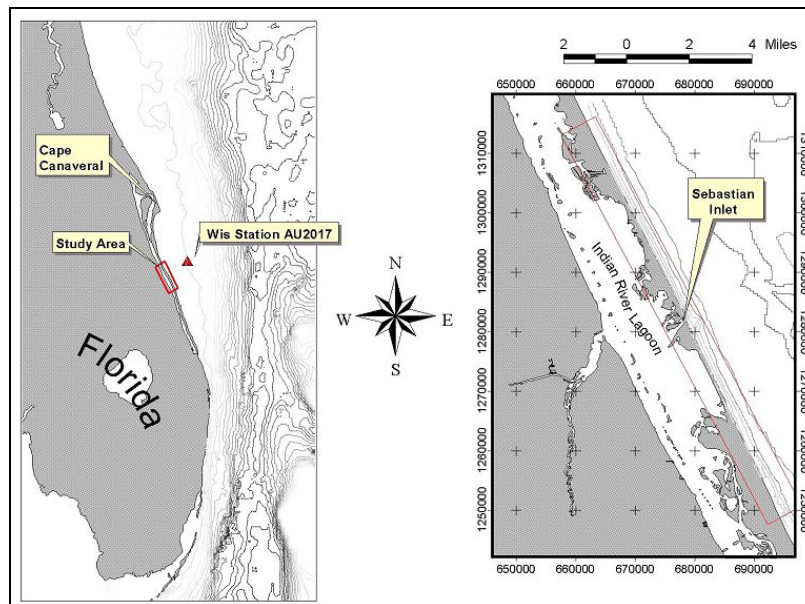 Cape
Canaveral
Study Area
Wis Station AU2017
Florida
N
W E
S
2 0 2 4 Miles
650000 660000 670000 680000 690000
1310000
1300000
1290000
1280000
1270000
1260000
1250000
Sebastian
Inlet
Indian River Lagoon
650000 660000 670000 680000 690000